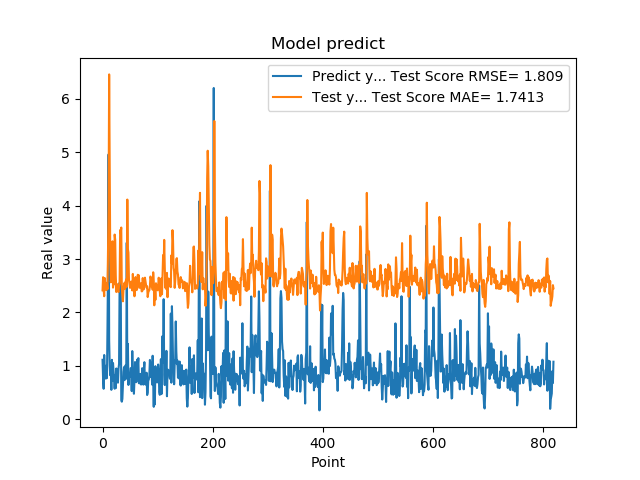 Model predict
Predict y... Test Score RMSE= 1.809
Test y... Test Score MAE= 1.7413
Real value
6
5
4
3
2
1
0
0 200 400 600 800
Point